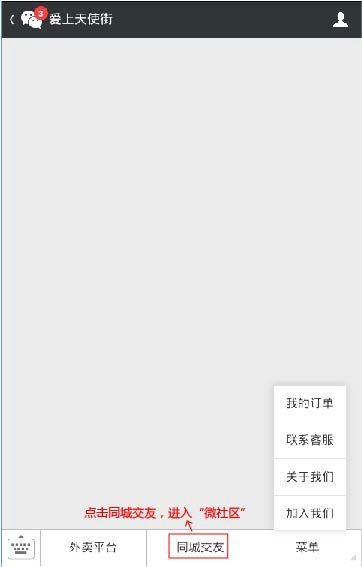 3
爱上天使街
我的订单
联系客服
关于我们
加入我们
点击同城交友，进入“微社区”
外卖平台
同城交友
菜单